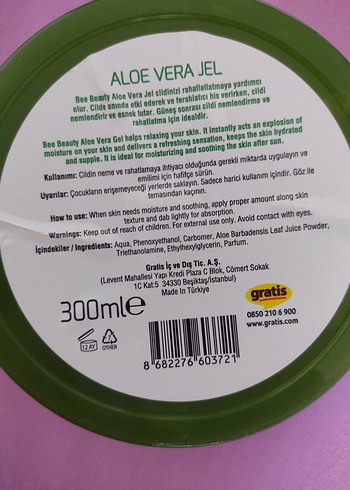 ALOE VERA JEL
Bee Beauty Aloe Vera Jel cildinizi rahatlatlatmaya yardımcı
olur. Cilde anında etki ederek ve ferahlatıcı his verirken, cildi
nemlendirir ve esnek tutar. Güneş sonrası cildi nemlendirme ve
rahatlatma için idealdir.
Bee Beauty Aloe Vera Gel helps relaxing your skin. It instantly acts an explosion of
moisture on your skin and delivers a refreshing sensation, keeps the skin hydrated
and supple. It is ideal for moisturizing and soothing the skin after sun.
Kullanımı: Cildin neme ve rahatlamaya ihtiyacı olduğunda gerekli miktarda uygulayın ve
emilimi için hafifçe sürün.
Uyarılar: Çocukların erişemeyeceği yerlerde saklayın. Sadece harici kullanım içindir. Göz ile
temasından kaçının.
How to use: When skin needs moisture and soothing, apply proper amount along skin
texture and dab lightly for absorption.
Warnings: Keep out of reach of children. For external use only. Avoid contact with eyes.
İçindekiler / Ingredients: Aqua, Phenoxyethanol, Carbomer, Aloe Barbadensis Leaf Juice Powder,
Triethanolamine, Ethylhexylglycerin, Parfum.
Gratis İç ve Dış Tic. A.Ş.
(Levent Mahallesi Yapı Kredi Plaza C Blok, Cömert Sokak
1C Kat:5 34330 Beşiktaş/İstanbul)
Made In Türkiye
300ml℮
gratis
0850 210 6 900
www.gratis.com
12 AY
7
OTHER
8 682276 603721